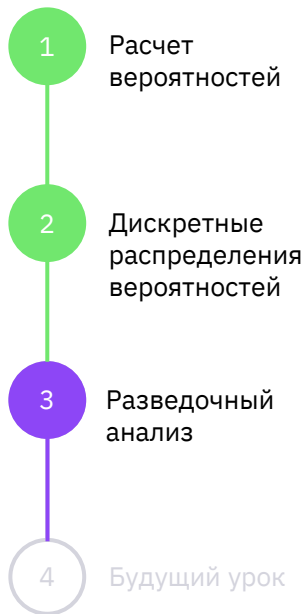 1
Расчет
вероятностей
2
Дискретные
распределения
вероятностей
3
Разведочный
анализ
4
Будущий урок